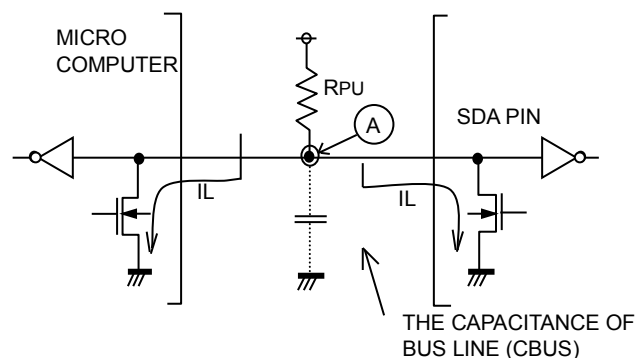 MICRO
COMPUTER
RPU
A
SDA PIN
IL
IL
THE CAPACITANCE OF
BUS LINE (CBUS)